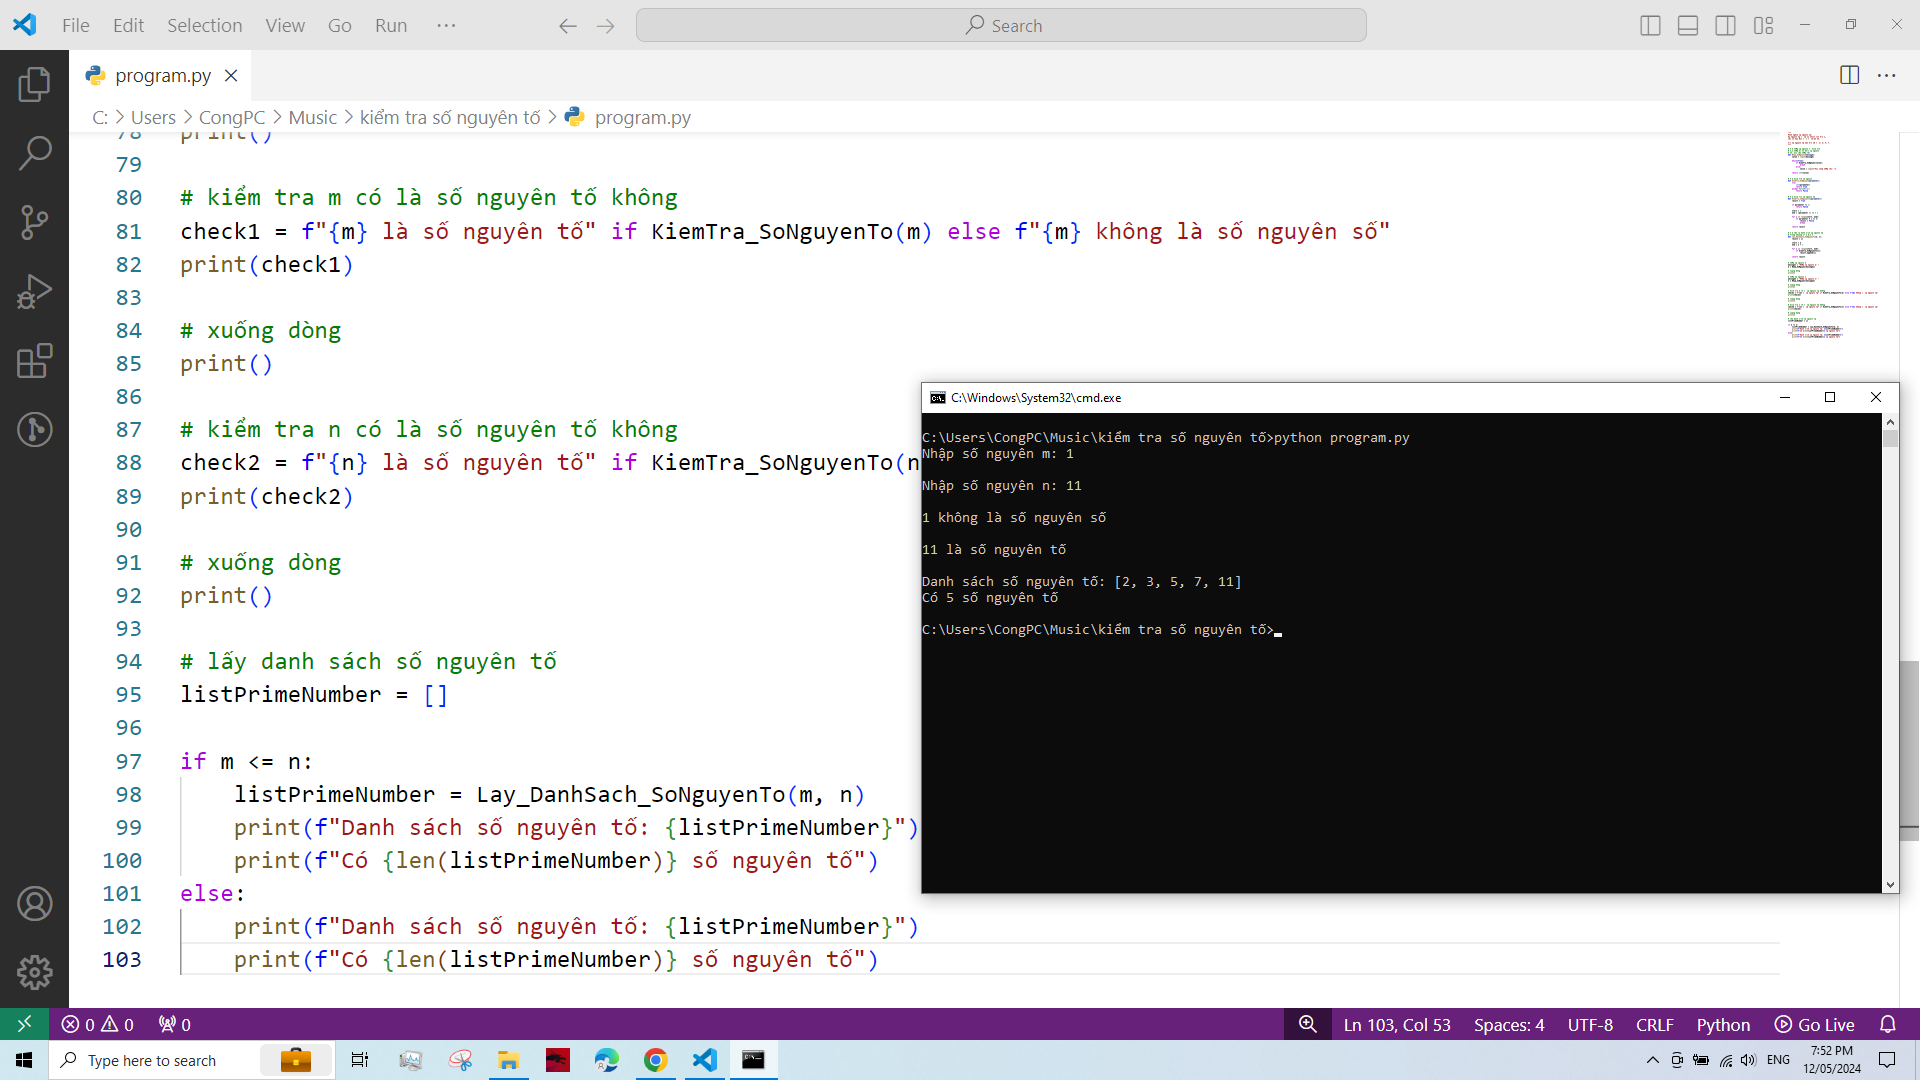 File Edit Selection View Go Run ···
Search
program.py
C: > Users > CongPC > Music > kiểm tra số nguyên tố > program.py
78 print()
79
80 # kiểm tra m có là số nguyên tố không
81 check1 = f"{m} là số nguyên tố" if KiemTra_SoNguyenTo(m) else f"{m} không là số nguyên số"
82 print(check1)
83
84 # xuống dòng
85 print()
86
87 # kiểm tra n có là số nguyên tố không
88 check2 = f"{n} là số nguyên tố" if KiemTra_SoNguyenTo(n
89 print(check2)
90
91 # xuống dòng
92 print()
93
94 # lấy danh sách số nguyên tố
95 listPrimeNumber = []
96
97 if m <= n:
98 listPrimeNumber = Lay_DanhSach_SoNguyenTo(m, n)
99 print(f"Danh sách số nguyên tố: {listPrimeNumber}")
100 print(f"Có {len(listPrimeNumber)} số nguyên tố")
101 else:
102 print(f"Danh sách số nguyên tố: {listPrimeNumber}")
103 print(f"Có {len(listPrimeNumber)} số nguyên tố")
C:\Windows\System32\cmd.exe
C:\Users\CongPC\Music\kiểm tra số nguyên tố>python program.py
Nhập số nguyên m: 1
Nhập số nguyên n: 11
1 không là số nguyên số
11 là số nguyên tố
Danh sách số nguyên tố: [2, 3, 5, 7, 11]
Có 5 số nguyên tố
C:\Users\CongPC\Music\kiểm tra số nguyên tố>
0 0 0
Ln 103, Col 53 Spaces: 4 UTF-8 CRLF Python Go Live
Type here to search
ENG
7:52 PM
12/05/2024